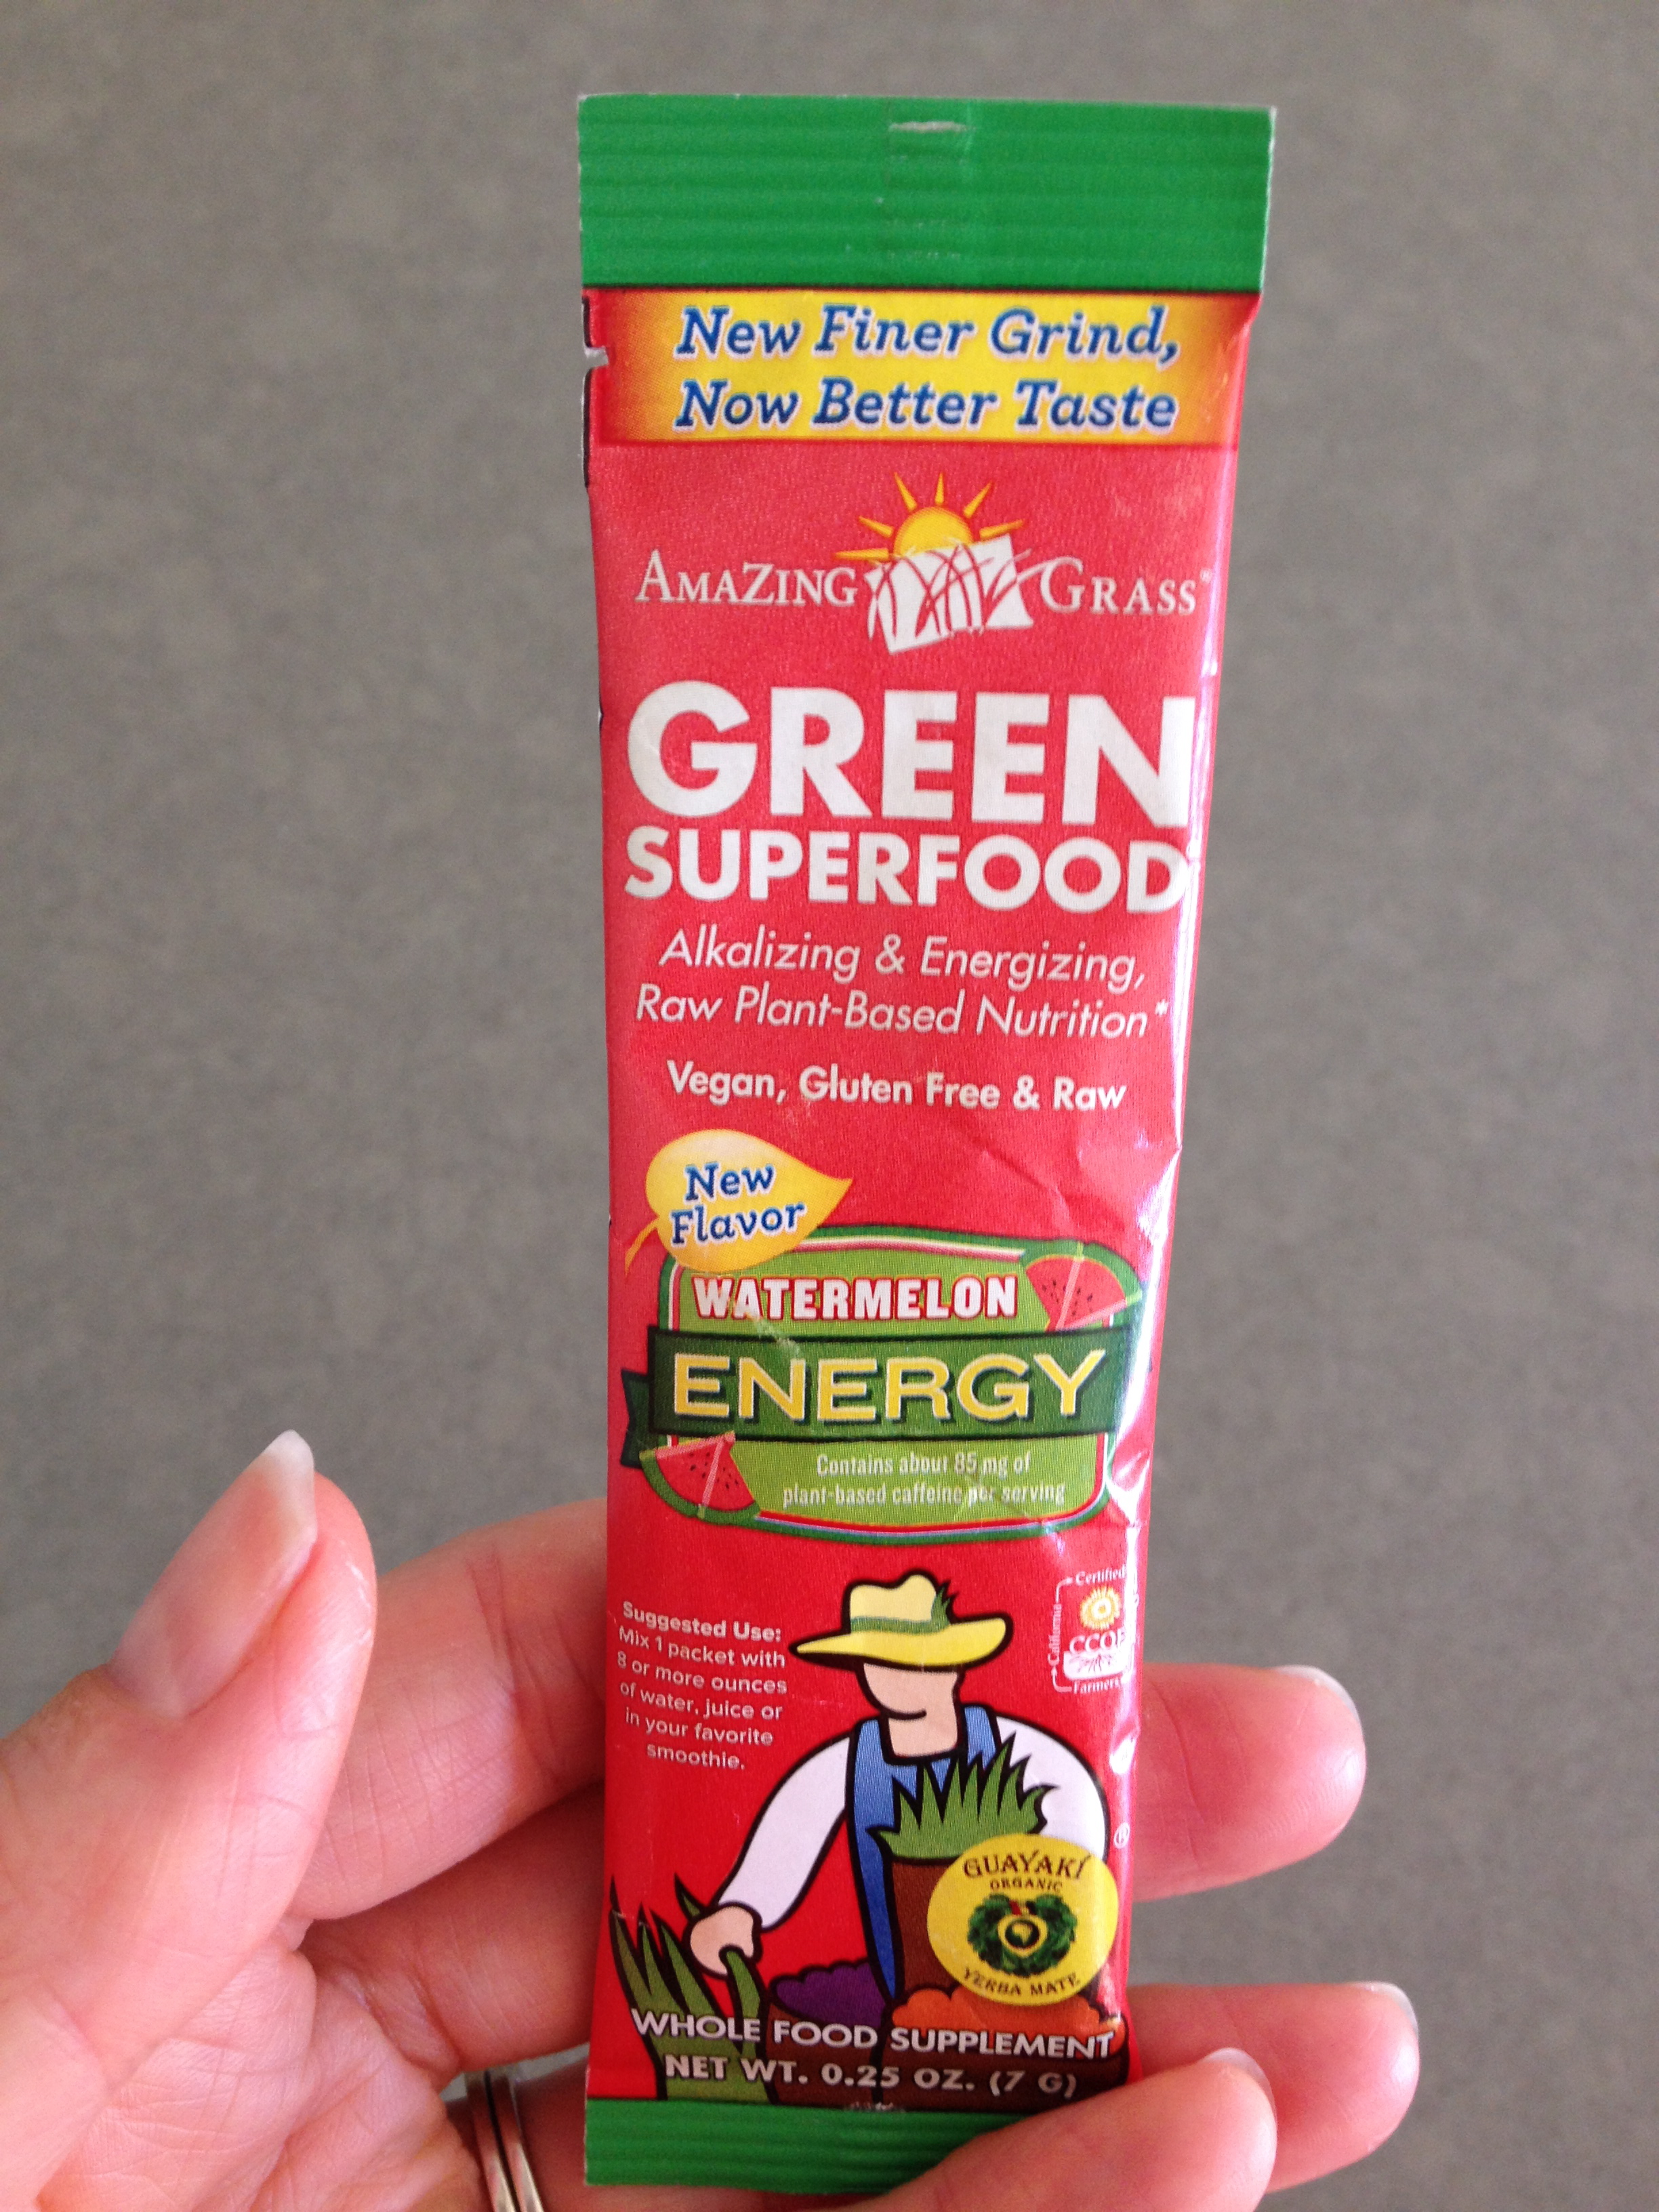 New Finer Grind,
Now Better Taste
AMAZING GRASS®
GREEN
SUPERFOOD
Alkalizing & Energizing,
Raw Plant-Based Nutrition*
Vegan, Gluten Free & Raw
New
Flavor
WATERMELON
ENERGY
Contains about 85 mg of
plant-based caffeine per serving
Suggested Use:
Mix 1 packet with
8 or more ounces
of water, juice or
in your favorite
smoothie.
Certified
California
CCOF
Farmers
®
GUAYAKÍ
ORGANIC
YERBA MATE
WHOLE FOOD SUPPLEMENT
NET WT. 0.25 OZ. (7 G)